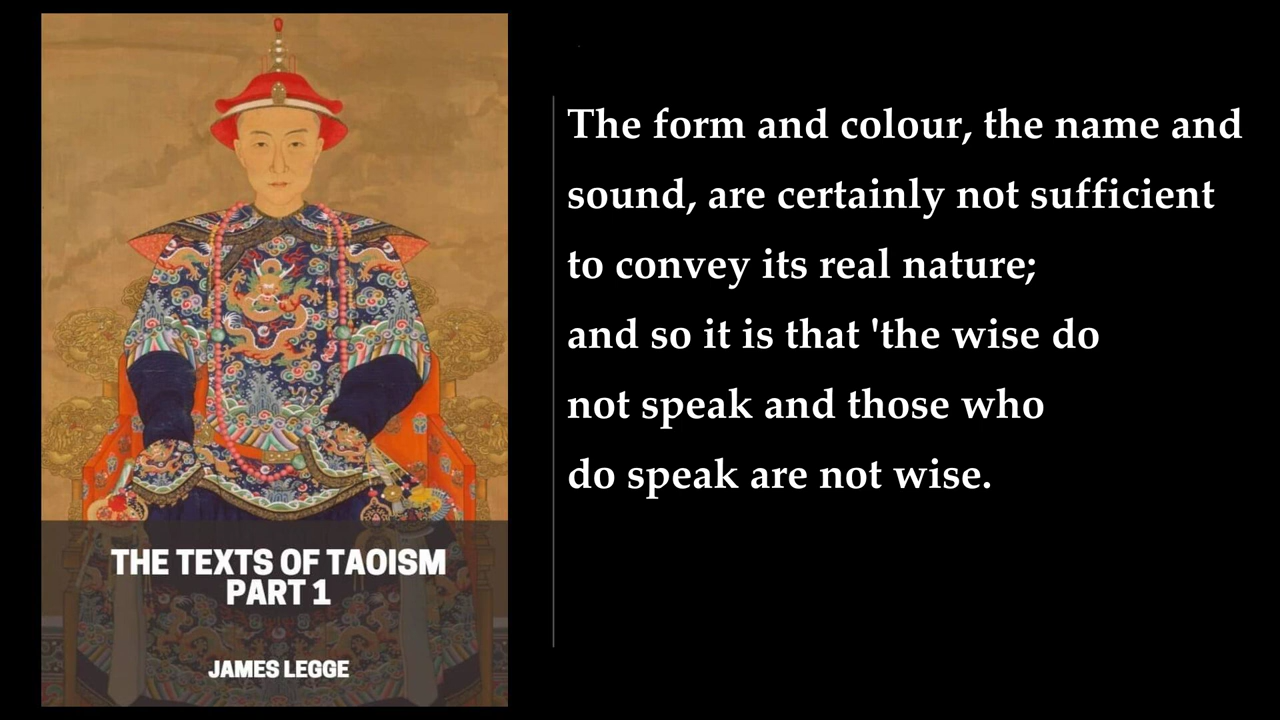 THE TEXTS OF TAOISM
PART 1
JAMES LEGGE
The form and colour, the name and
sound, are certainly not sufficient
to convey its real nature;
and so it is that 'the wise do
not speak and those who
do speak are not wise.